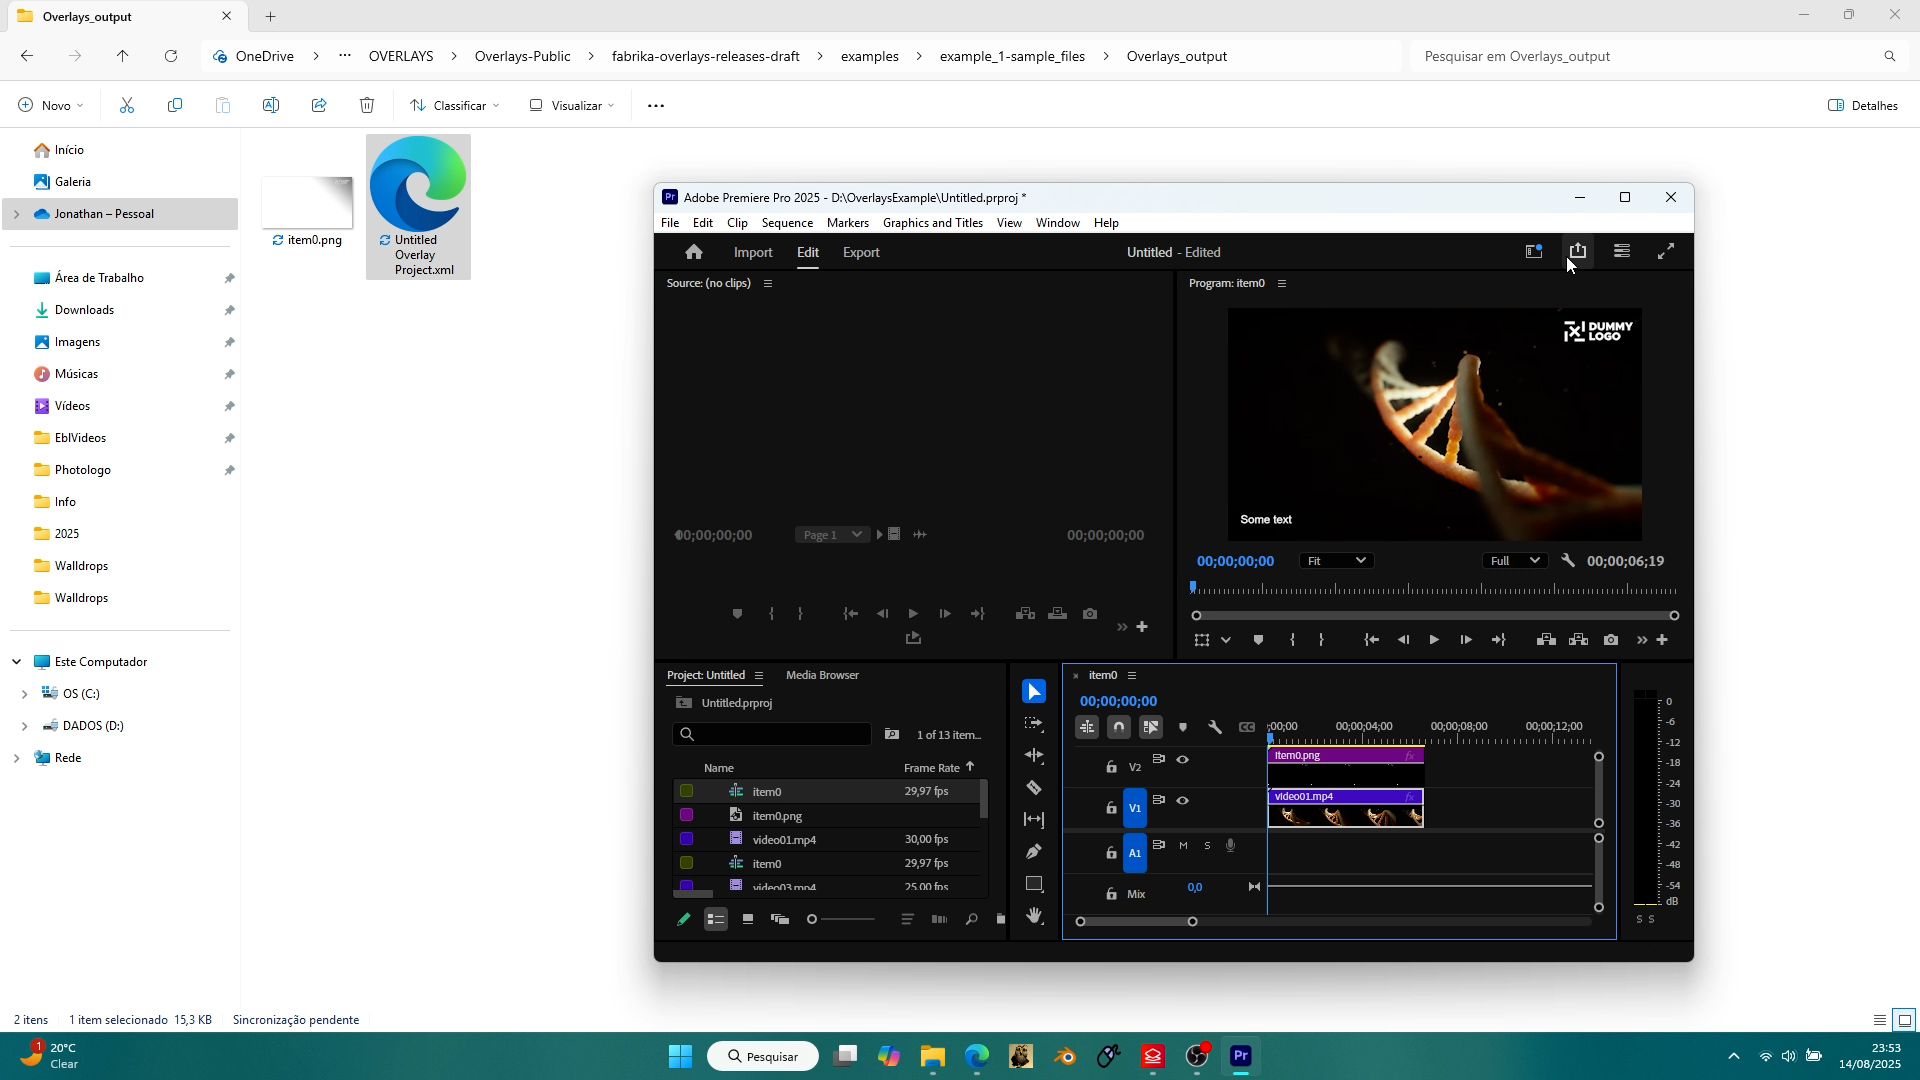 Overlays_output
OneDrive > ... OVERLAYS > Overlays-Public > fabrika-overlays-releases-draft > examples > example_1-sample_files > Overlays_output
Pesquisar em Overlays_output
Novo
Classificar
Visualizar
Detalhes
Início
Galeria
Jonathan – Pessoal
Área de Trabalho
Downloads
Imagens
Músicas
Vídeos
EblVideos
Photologo
Info
2025
Walldrops
Walldrops
Este Computador
OS (C:)
DADOS (D:)
Rede
item0.png
Untitled
Overlay
Project.xml
Pr Adobe Premiere Pro 2025 - D:\OverlaysExample\Untitled.prproj *
File Edit Clip Sequence Markers Graphics and Titles View Window Help
Import Edit Export
Untitled - Edited
Source: (no clips)
00;00;00;00
Page 1
00;00;00;00
Program: item0
DUMMY
LOGO
Some text
00;00;00;00
Fit
Full
00;00;06;19
Project: Untitled
Media Browser
Untitled.prproj
1 of 13 item...
Name Frame Rate
item0 29,97 fps
item0.png
video01.mp4 30,00 fps
item0 29,97 fps
video03.mp4 25,00 fps
item0
00;00;00;00
CC
;00;00 00;00;04;00 00;00;08;00 00;00;12;00
V2
item0.png fx
V1
video01.mp4 fx
A1 M S
Mix 0,0
0
-6
-12
-18
-24
-30
-36
-42
-48
-54
dB
S S
2 itens 1 item selecionado 15,3 KB Sincronização pendente
1
20°C
Clear
Pesquisar
Pr
23:53
14/08/2025